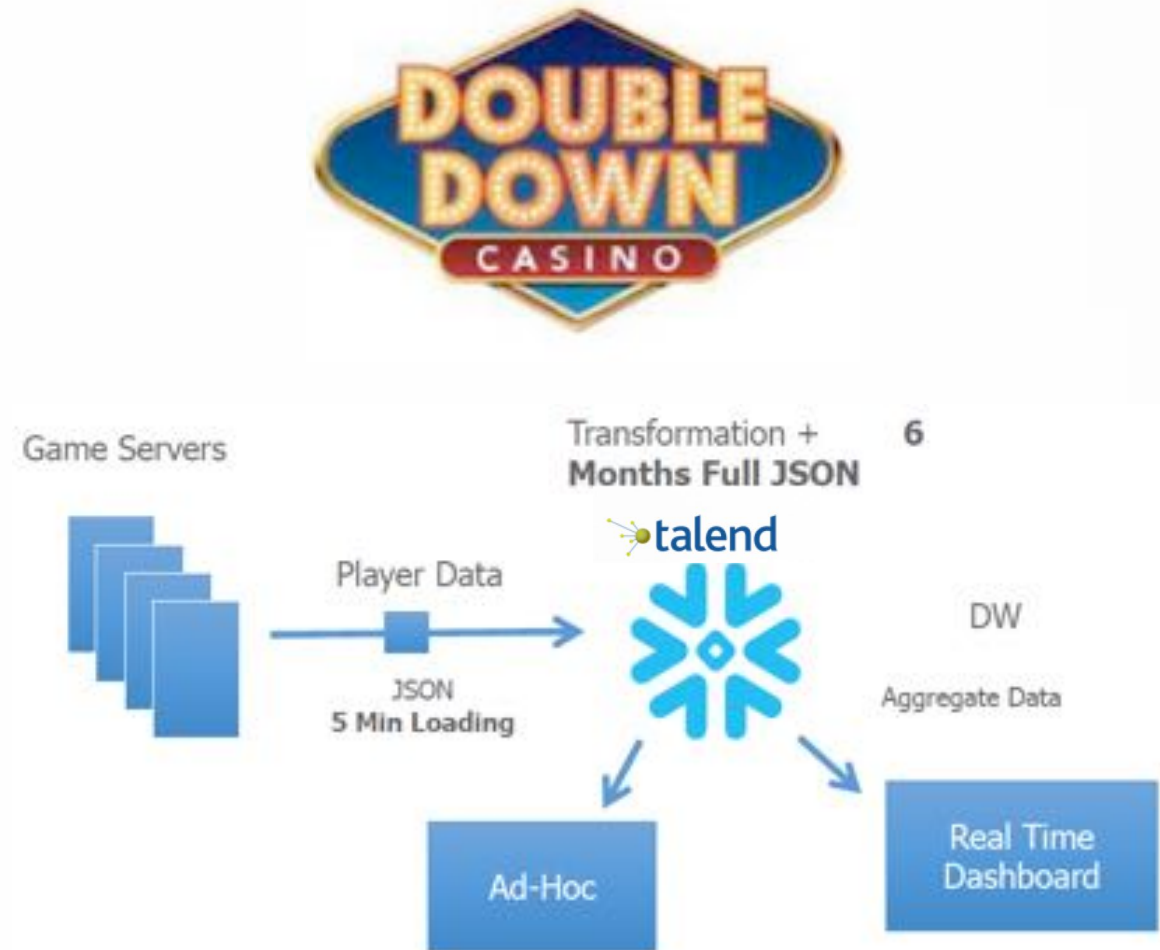 DOUBLE
DOWN
CASINO
Game Servers
Transformation + 6
Months Full JSON
talend
Player Data
JSON
5 Min Loading
DW
Aggregate Data
Ad-Hoc
Real Time
Dashboard